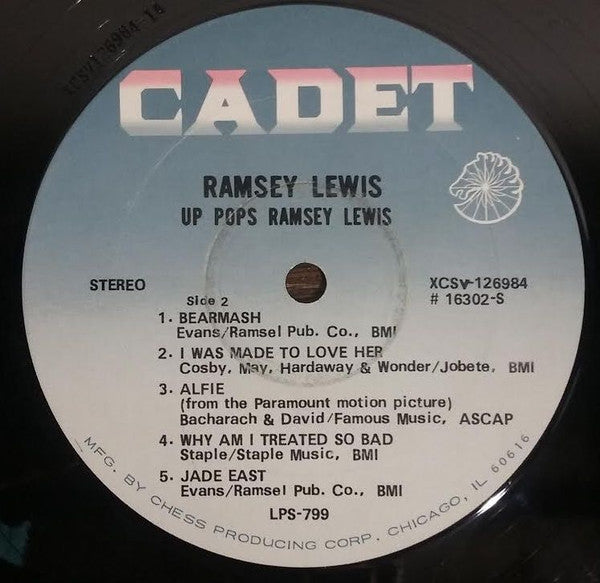 XCSV-126984-1A
CADET
RAMSEY LEWIS
UP POPS RAMSEY LEWIS
STEREO
XCSV-126984
# 16302-S
Side 2
1. BEARMASH
Evans/Ramsel Pub. Co., BMI
2. I WAS MADE TO LOVE HER
Cosby, May, Hardaway & Wonder/Jobete, BMI
3. ALFIE
(from the Paramount motion picture)
Bacharach & David/Famous Music, ASCAP
4. WHY AM I TREATED SO BAD
Staple/Staple Music, BMI
5. JADE EAST
Evans/Ramsel Pub. Co., BMI
LPS-799
MFG. BY CHESS PRODUCING CORP. CHICAGO, IL 60616